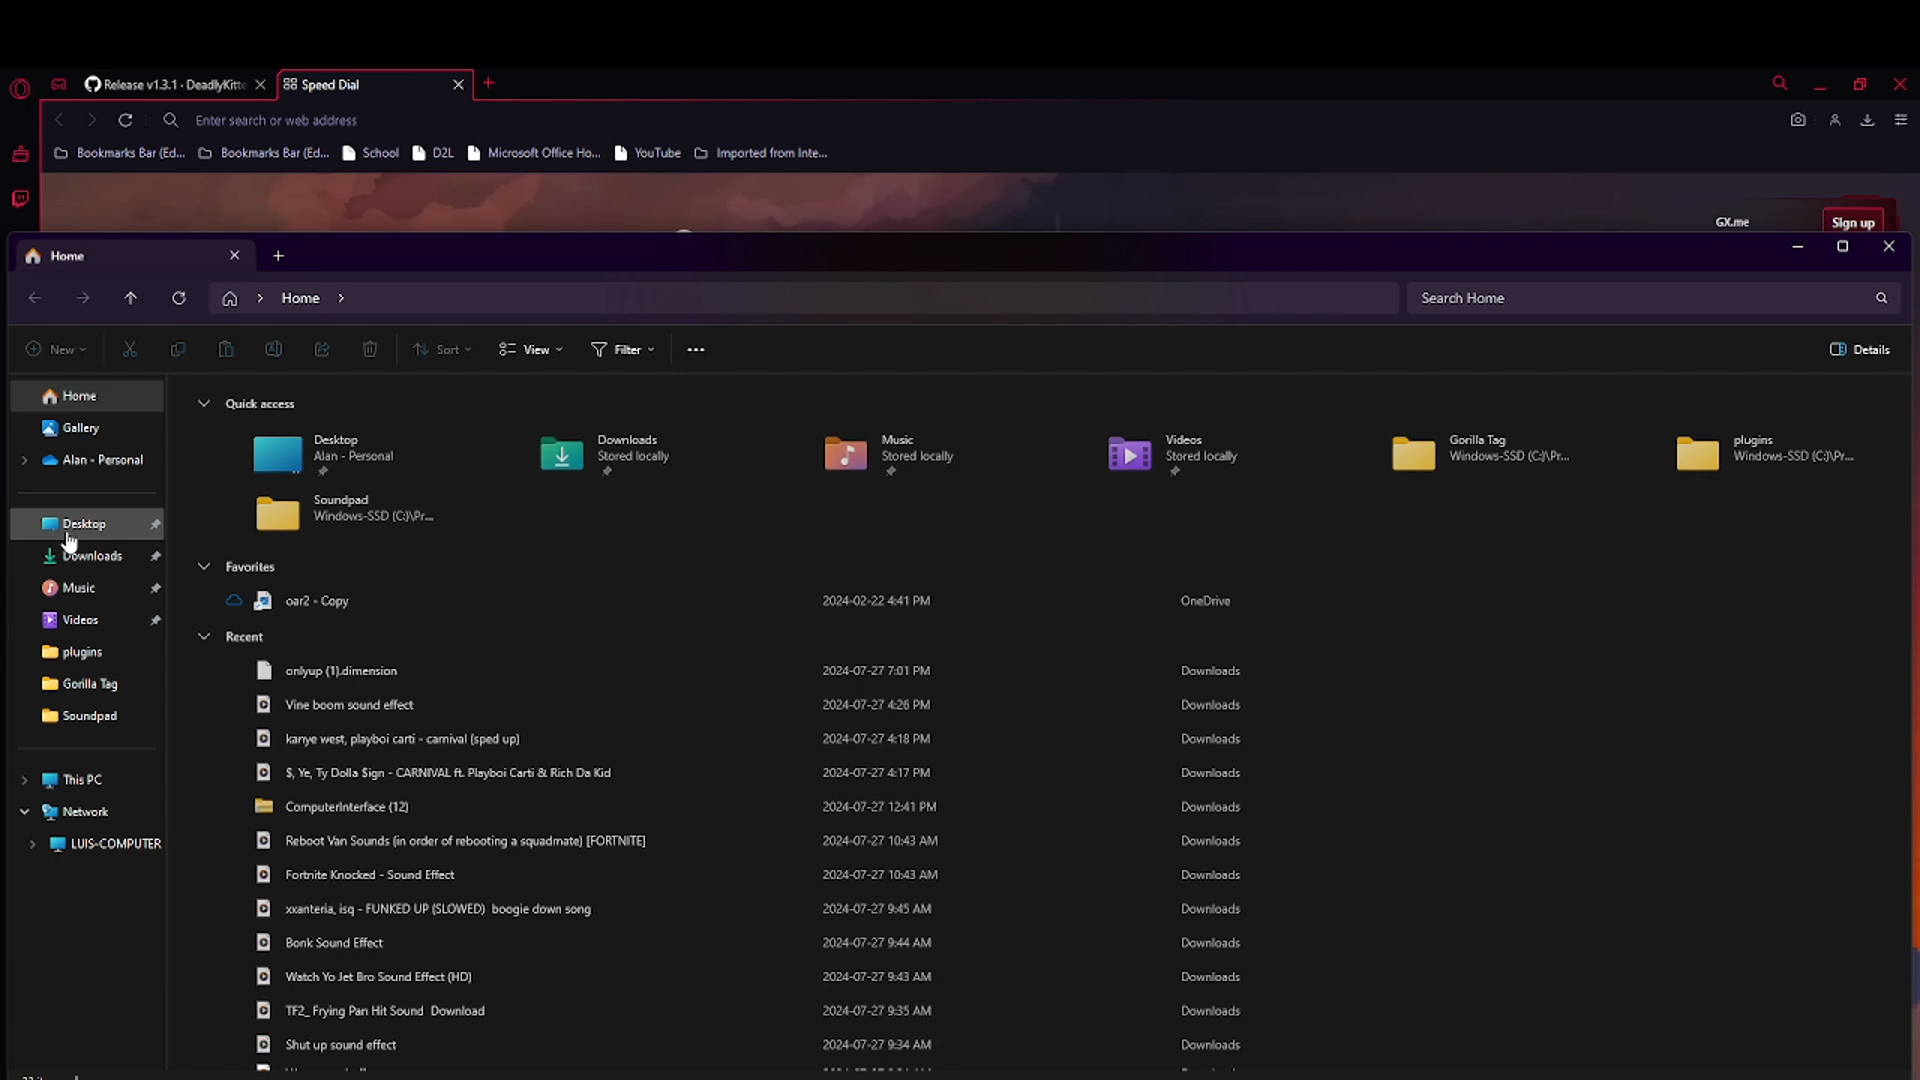 Release v1.3.1 · DeadlyKitte
Speed Dial
Enter search or web address
Bookmarks Bar (Ed...
Bookmarks Bar (Ed...
School
D2L
Microsoft Office Ho...
YouTube
Imported from Inte...
GX.me
Sign up
Home
Home
Search Home
New
Sort
View
Filter
Details
Home
Gallery
Alan - Personal
Desktop
Downloads
Music
Videos
plugins
Gorilla Tag
Soundpad
This PC
Network
LUIS-COMPUTER
Quick access
Desktop
Alan - Personal
Downloads
Stored locally
Music
Stored locally
Videos
Stored locally
Gorilla Tag
Windows-SSD (C:)\Pr...
plugins
Windows-SSD (C:)\Pr...
Soundpad
Windows-SSD (C:)\Pr...
Favorites
oar2 - Copy 2024-02-22 4:41 PM OneDrive
Recent
onlyup (1).dimension 2024-07-27 7:01 PM Downloads
Vine boom sound effect 2024-07-27 4:26 PM Downloads
kanye west, playboi carti - carnival (sped up) 2024-07-27 4:18 PM Downloads
$, Ye, Ty Dolla $ign - CARNIVAL ft. Playboi Carti & Rich Da Kid 2024-07-27 4:17 PM Downloads
ComputerInterface (12) 2024-07-27 12:41 PM Downloads
Reboot Van Sounds (in order of rebooting a squadmate) [FORTNITE] 2024-07-27 10:43 AM Downloads
Fortnite Knocked - Sound Effect 2024-07-27 10:43 AM Downloads
xxanteria, isq - FUNKED UP (SLOWED) boogie down song 2024-07-27 9:45 AM Downloads
Bonk Sound Effect 2024-07-27 9:44 AM Downloads
Watch Yo Jet Bro Sound Effect (HD) 2024-07-27 9:43 AM Downloads
TF2_ Frying Pan Hit Sound Download 2024-07-27 9:35 AM Downloads
Shut up sound effect 2024-07-27 9:34 AM Downloads